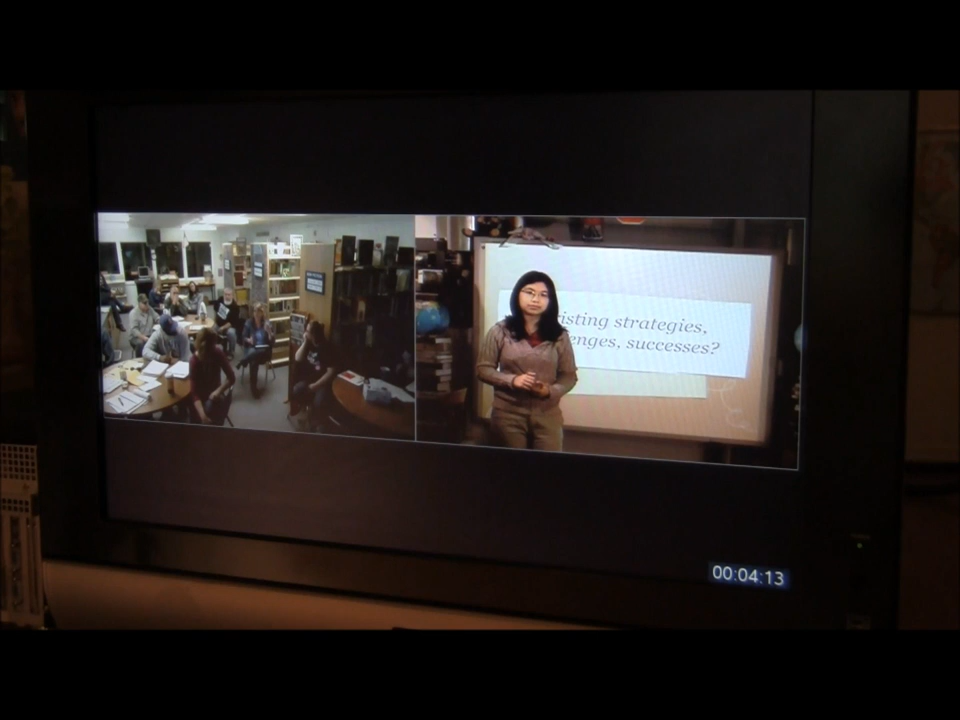 isting strategies,
enges, successes?
00:04:13